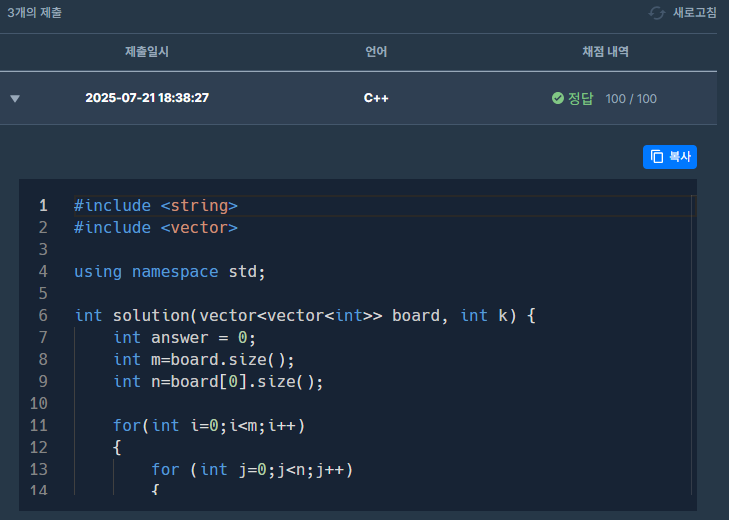 3개의 제출
새로고침
제출일시 언어 채점 내역
2025-07-21 18:38:27 C++ 정답 100 / 100
복사
1 #include <string>
2 #include <vector>
3
4 using namespace std;
5
6 int solution(vector<vector<int>> board, int k) {
7     int answer = 0;
8     int m=board.size();
9     int n=board[0].size();
10
11     for(int i=0;i<m;i++)
12     {
13         for (int j=0;j<n;j++)
14         {